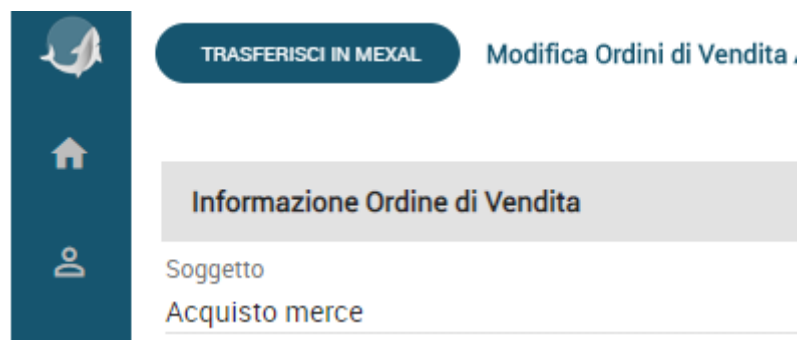 TRASFERISCI IN MEXAL
Modifica Ordini di Vendita
Informazione Ordine di Vendita
Soggetto
Acquisto merce